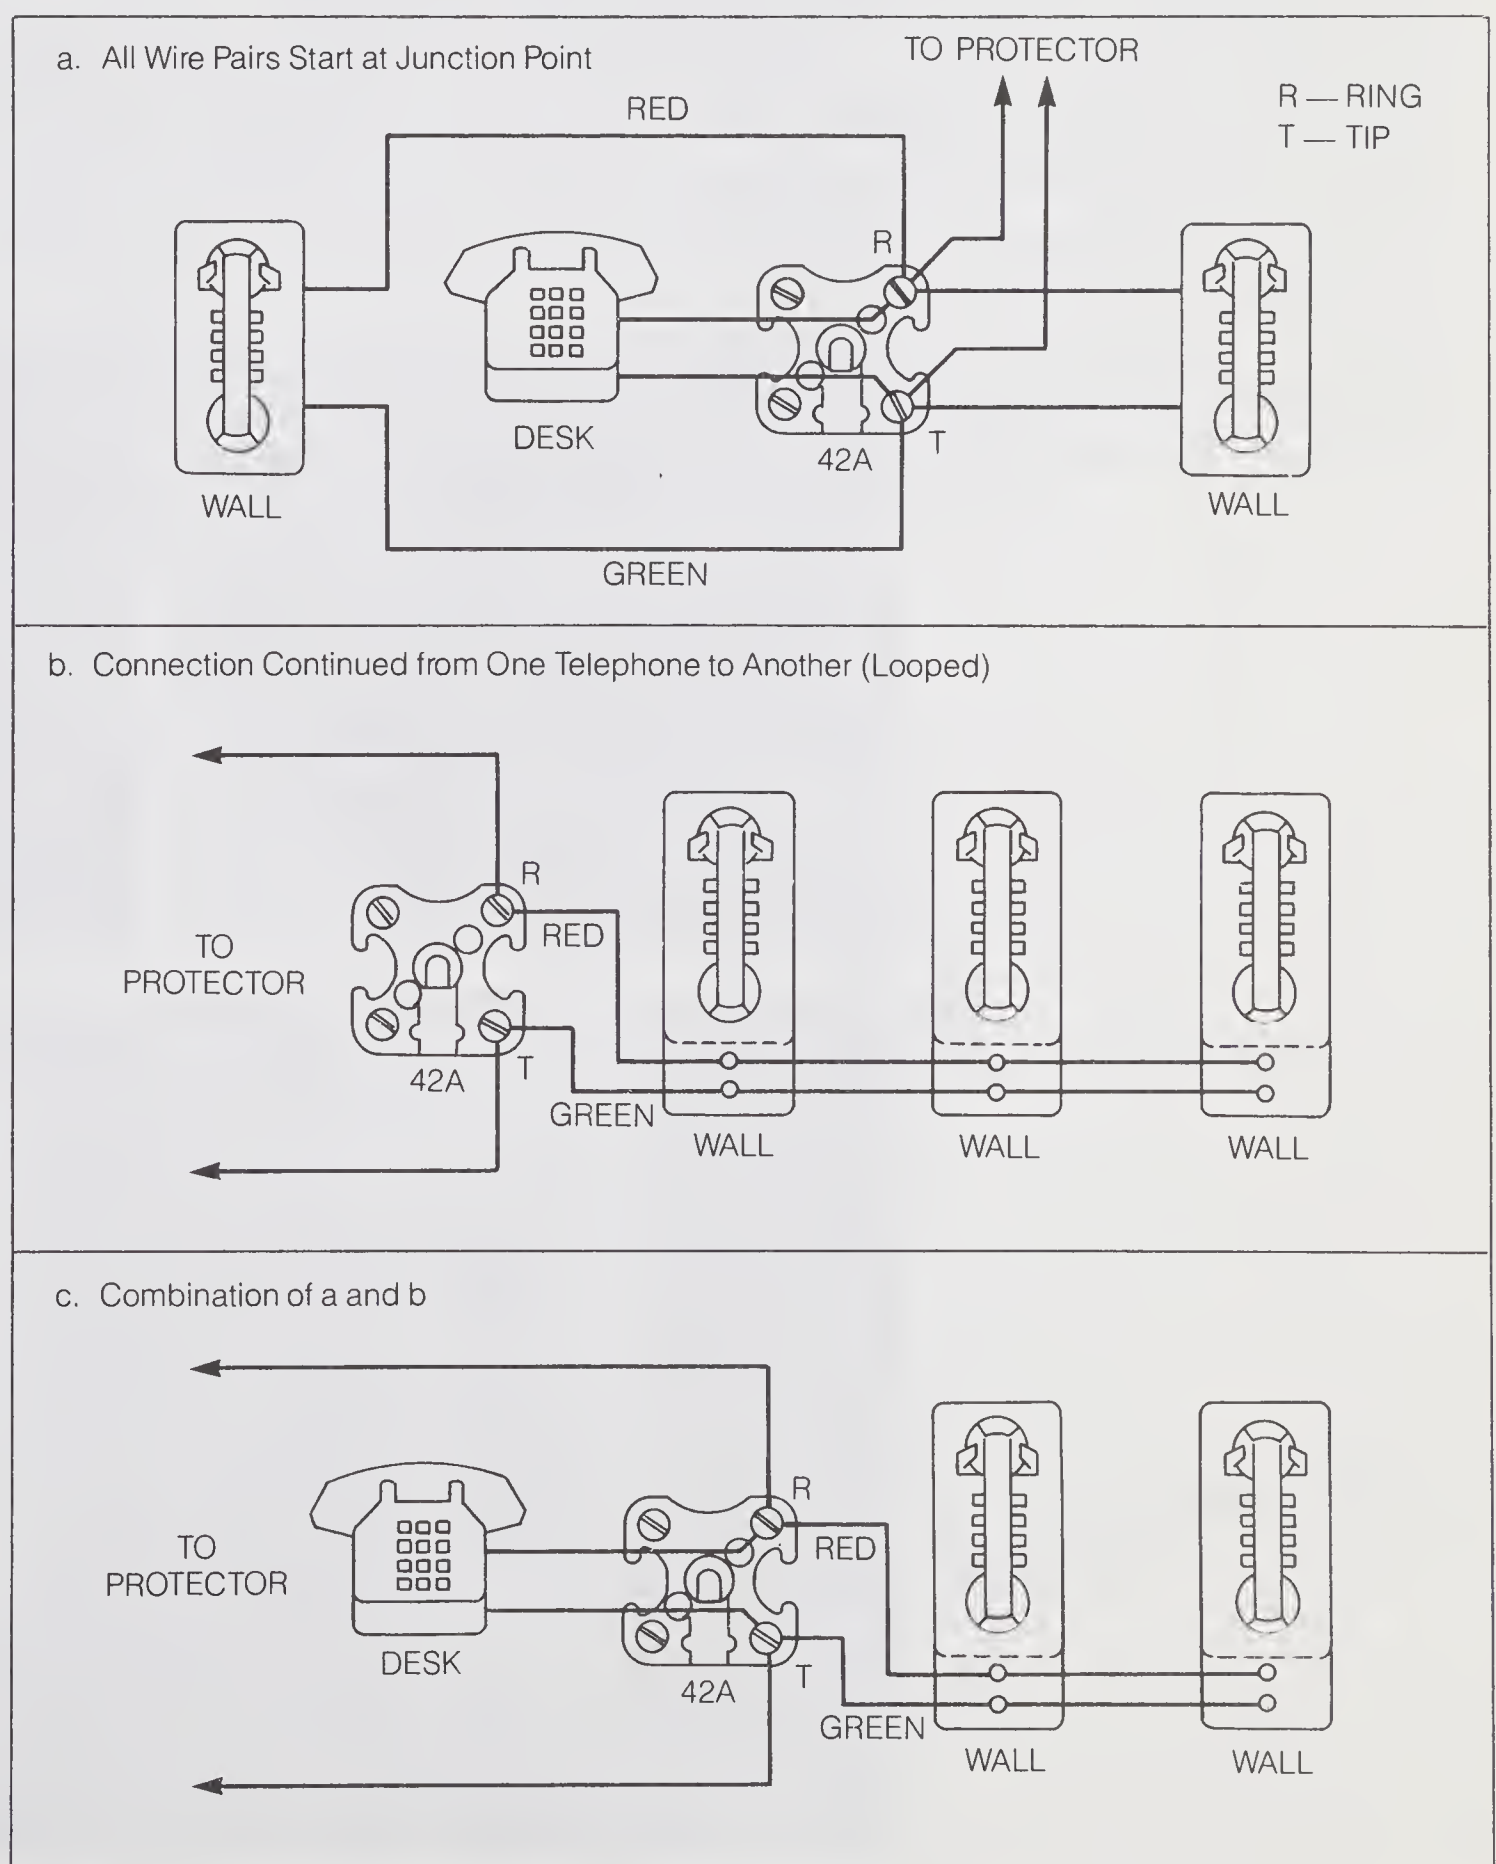 a. All Wire Pairs Start at Junction Point
TO PROTECTOR
R — RING
T — TIP
RED
R
DESK
42A
T
WALL
WALL
GREEN
b. Connection Continued from One Telephone to Another (Looped)
R
RED
TO
PROTECTOR
T
42A
GREEN
WALL
WALL
WALL
c. Combination of a and b
R
RED
TO
PROTECTOR
DESK
T
42A
GREEN
WALL
WALL